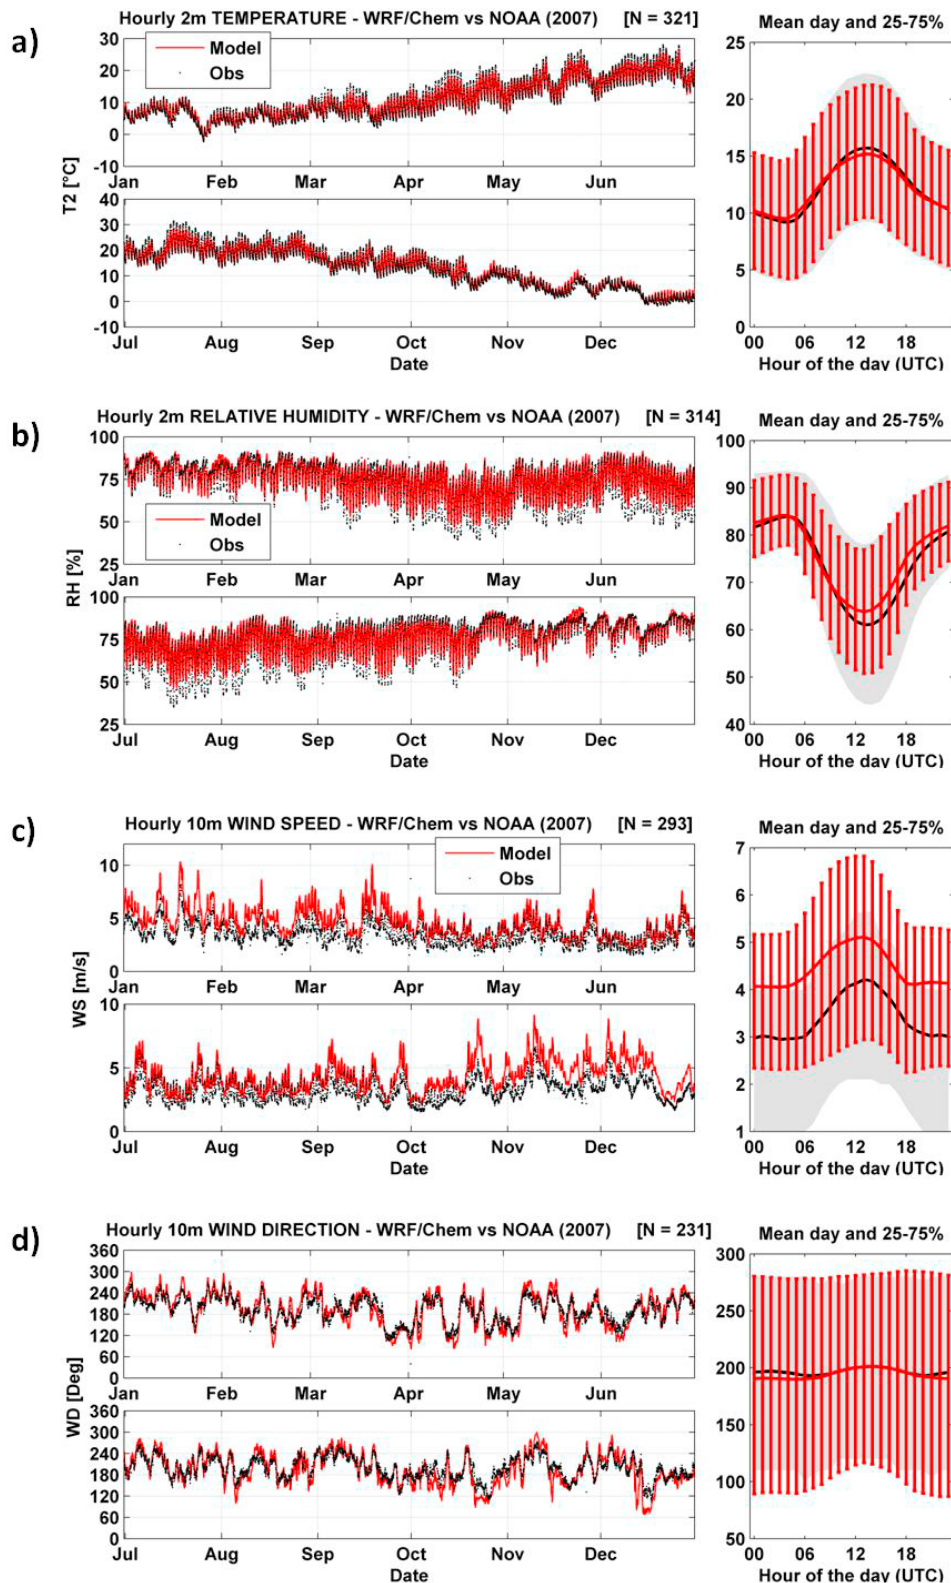 a)
Hourly 2m TEMPERATURE - WRF/Chem vs NOAA (2007) [N = 321]
Mean day and 25-75%
Model
Obs
30
20
10
0
-10
Jan Feb Mar Apr May Jun
T2 [°C]
40
30
20
10
0
-10
Jul Aug Sep Oct Nov Dec
Date
25
20
15
10
5
0
00 06 12 18
Hour of the day (UTC)
b)
Hourly 2m RELATIVE HUMIDITY - WRF/Chem vs NOAA (2007) [N = 314]
Mean day and 25-75%
100
75
50
25
Model
Obs
Jan Feb Mar Apr May Jun
RH [%]
100
75
50
25
Jul Aug Sep Oct Nov Dec
Date
100
90
80
70
60
50
40
00 06 12 18
Hour of the day (UTC)
c)
Hourly 10m WIND SPEED - WRF/Chem vs NOAA (2007) [N = 293]
Mean day and 25-75%
Model
Obs
10
5
0
Jan Feb Mar Apr May Jun
WS [m/s]
10
5
0
Jul Aug Sep Oct Nov Dec
Date
7
6
5
4
3
2
1
00 06 12 18
Hour of the day (UTC)
d)
Hourly 10m WIND DIRECTION - WRF/Chem vs NOAA (2007) [N = 231]
Mean day and 25-75%
360
300
240
180
120
60
0
Jan Feb Mar Apr May Jun
WD [Deg]
360
300
240
180
120
60
0
Jul Aug Sep Oct Nov Dec
Date
300
250
200
150
100
50
00 06 12 18
Hour of the day (UTC)